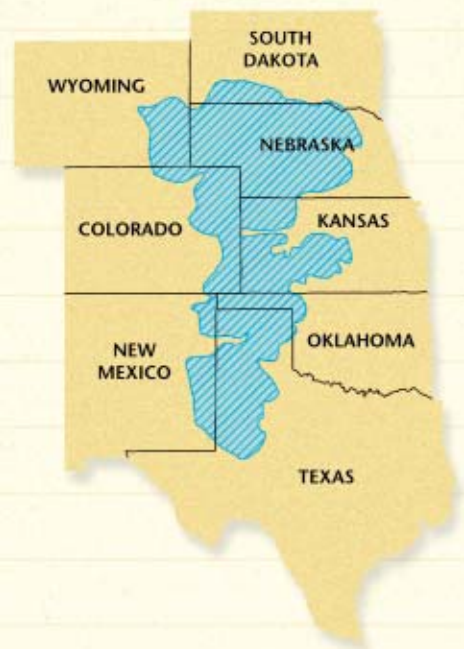 SOUTH
DAKOTA
WYOMING
NEBRASKA
COLORADO
KANSAS
NEW
MEXICO
OKLAHOMA
TEXAS